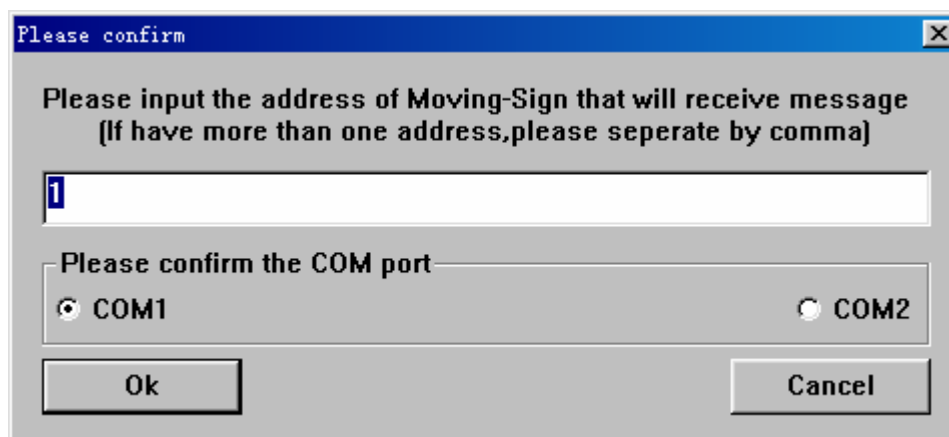 Please confirm
Please input the address of Moving-Sign that will receive message
(If have more than one address,please seperate by comma)
1
Please confirm the COM port
COM1 COM2
Ok Cancel